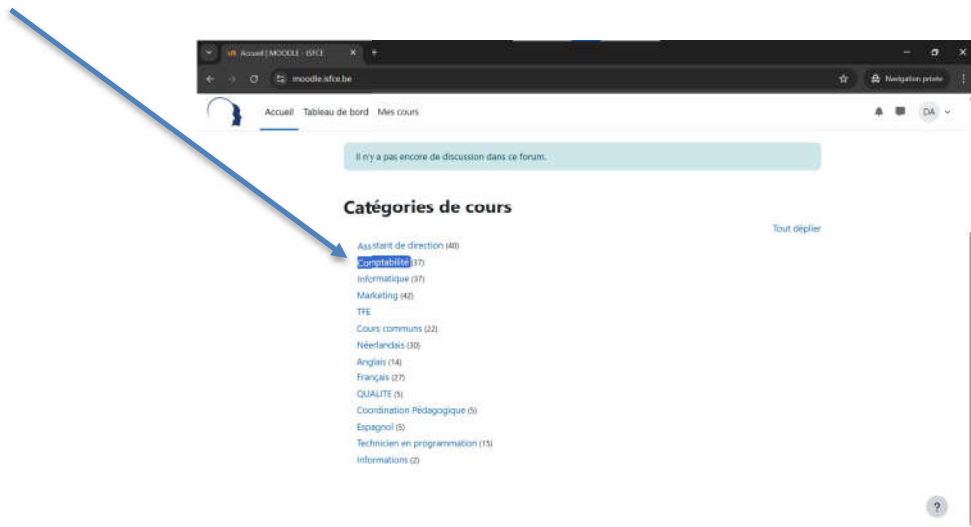 Accueil | MOODLE - ISFCE
moodle.isfce.be
Navigation privée
Accueil Tableau de bord Mes cours
DA
Il n'y a pas encore de discussion dans ce forum.
Catégories de cours
Tout déplier
Assistant de direction (40)
Comptabilité (37)
Informatique (37)
Marketing (42)
TFE
Cours communs (22)
Néerlandais (30)
Anglais (14)
Français (27)
QUALITE (5)
Coordination Pédagogique (5)
Espagnol (5)
Technicien en programmation (15)
Informations (2)
?